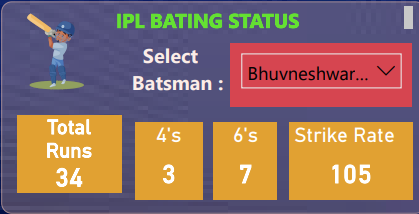 IPL BATING STATUS
Select
Batsman :
Bhuvneshwar...
Total
Runs
34
4's
3
6's
7
Strike Rate
105